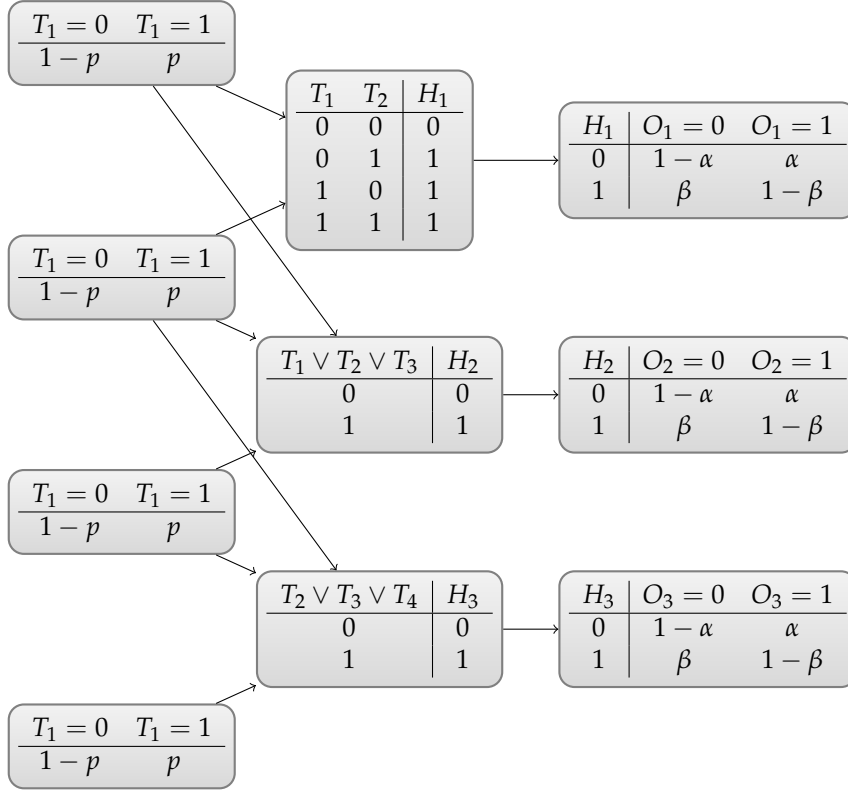 T₁ = 0 T₁ = 1
1 − p p
T₁ = 0 T₁ = 1
1 − p p
T₁ = 0 T₁ = 1
1 − p p
T₁ = 0 T₁ = 1
1 − p p
T₁ T₂ H₁
0 0 0
0 1 1
1 0 1
1 1 1
T₁ ∨ T₂ ∨ T₃ H₂
0 0
1 1
T₂ ∨ T₃ ∨ T₄ H₃
0 0
1 1
H₁ O₁ = 0 O₁ = 1
0 1 − α α
1 β 1 − β
H₂ O₂ = 0 O₂ = 1
0 1 − α α
1 β 1 − β
H₃ O₃ = 0 O₃ = 1
0 1 − α α
1 β 1 − β